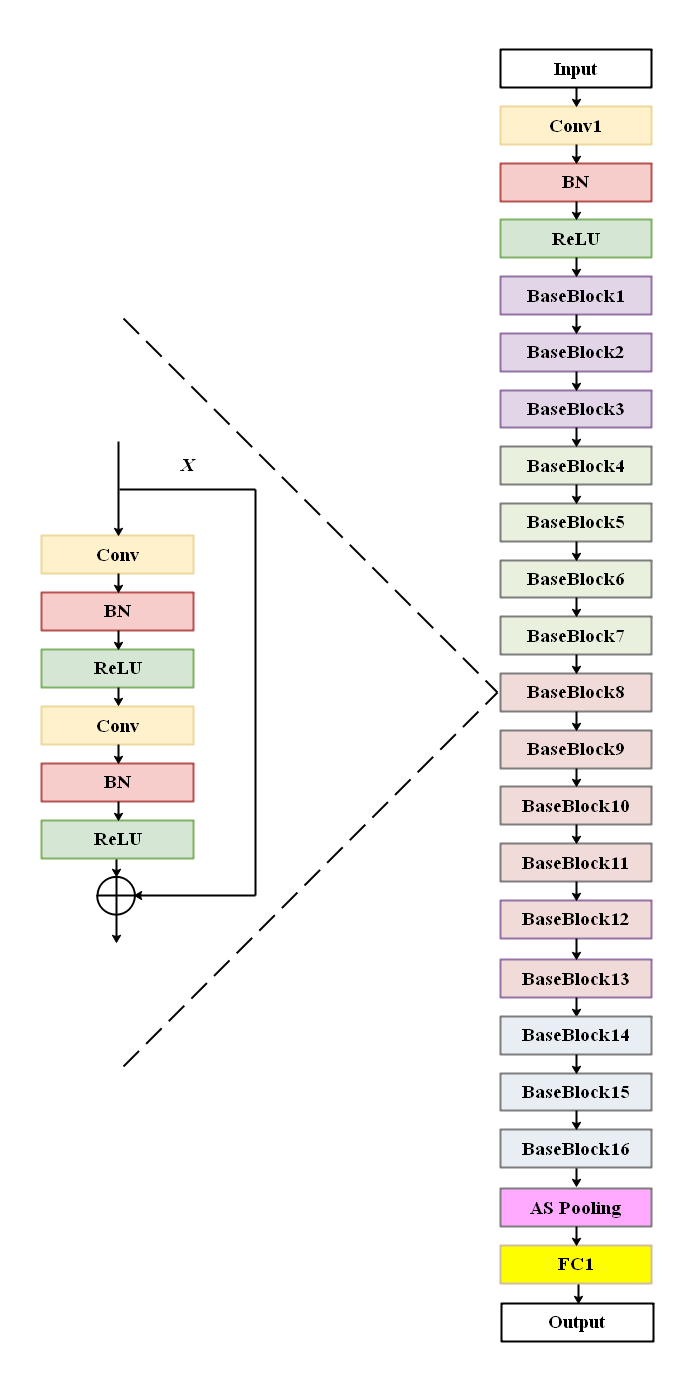 Input
Conv1
BN
ReLU
BaseBlock1
BaseBlock2
BaseBlock3
BaseBlock4
BaseBlock5
BaseBlock6
BaseBlock7
BaseBlock8
BaseBlock9
BaseBlock10
BaseBlock11
BaseBlock12
BaseBlock13
BaseBlock14
BaseBlock15
BaseBlock16
AS Pooling
FC1
Output
X
Conv
BN
ReLU
Conv
BN
ReLU